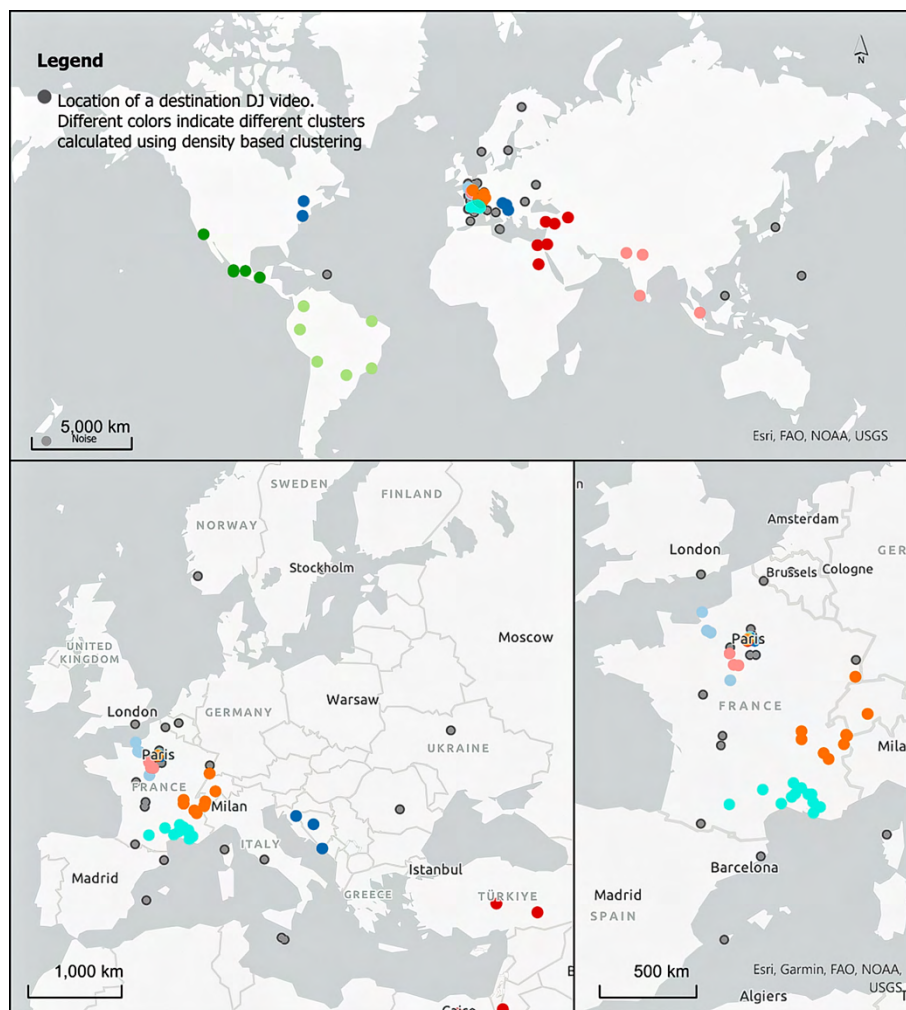 Legend
N
Location of a destination DJ video.
Different colors indicate different clusters
calculated using density based clustering
5,000 km
Noise
Esri, FAO, NOAA, USGS
SWEDEN
FINLAND
NORWAY
Stockholm
Moscow
UNITED
KINGDOM
London
Warsaw
GERMANY
UKRAINE
Paris
FRANCE
Milan
ITALY
Istanbul
Madrid
GREECE
TÜRKIYE
1,000 km
Amsterdam
London
GER
Brussels
Cologne
Paris
FRANCE
Mila
Barcelona
Madrid
SPAIN
500 km
Esri, Garmin, FAO, NOAA,
USGS
Algiers